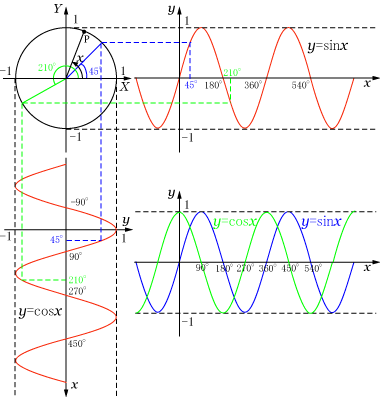 Y
1
P
x
210°
45°
−1
1
X
−1
y
1
y=sinx
45°
180°
210°
360°
540°
x
−1
−90°
y
−1
1
45°
90°
210°
270°
y=cosx
450°
x
y
1
y=cosx
y=sinx
90°
180°
270°
360°
450°
540°
x
−1